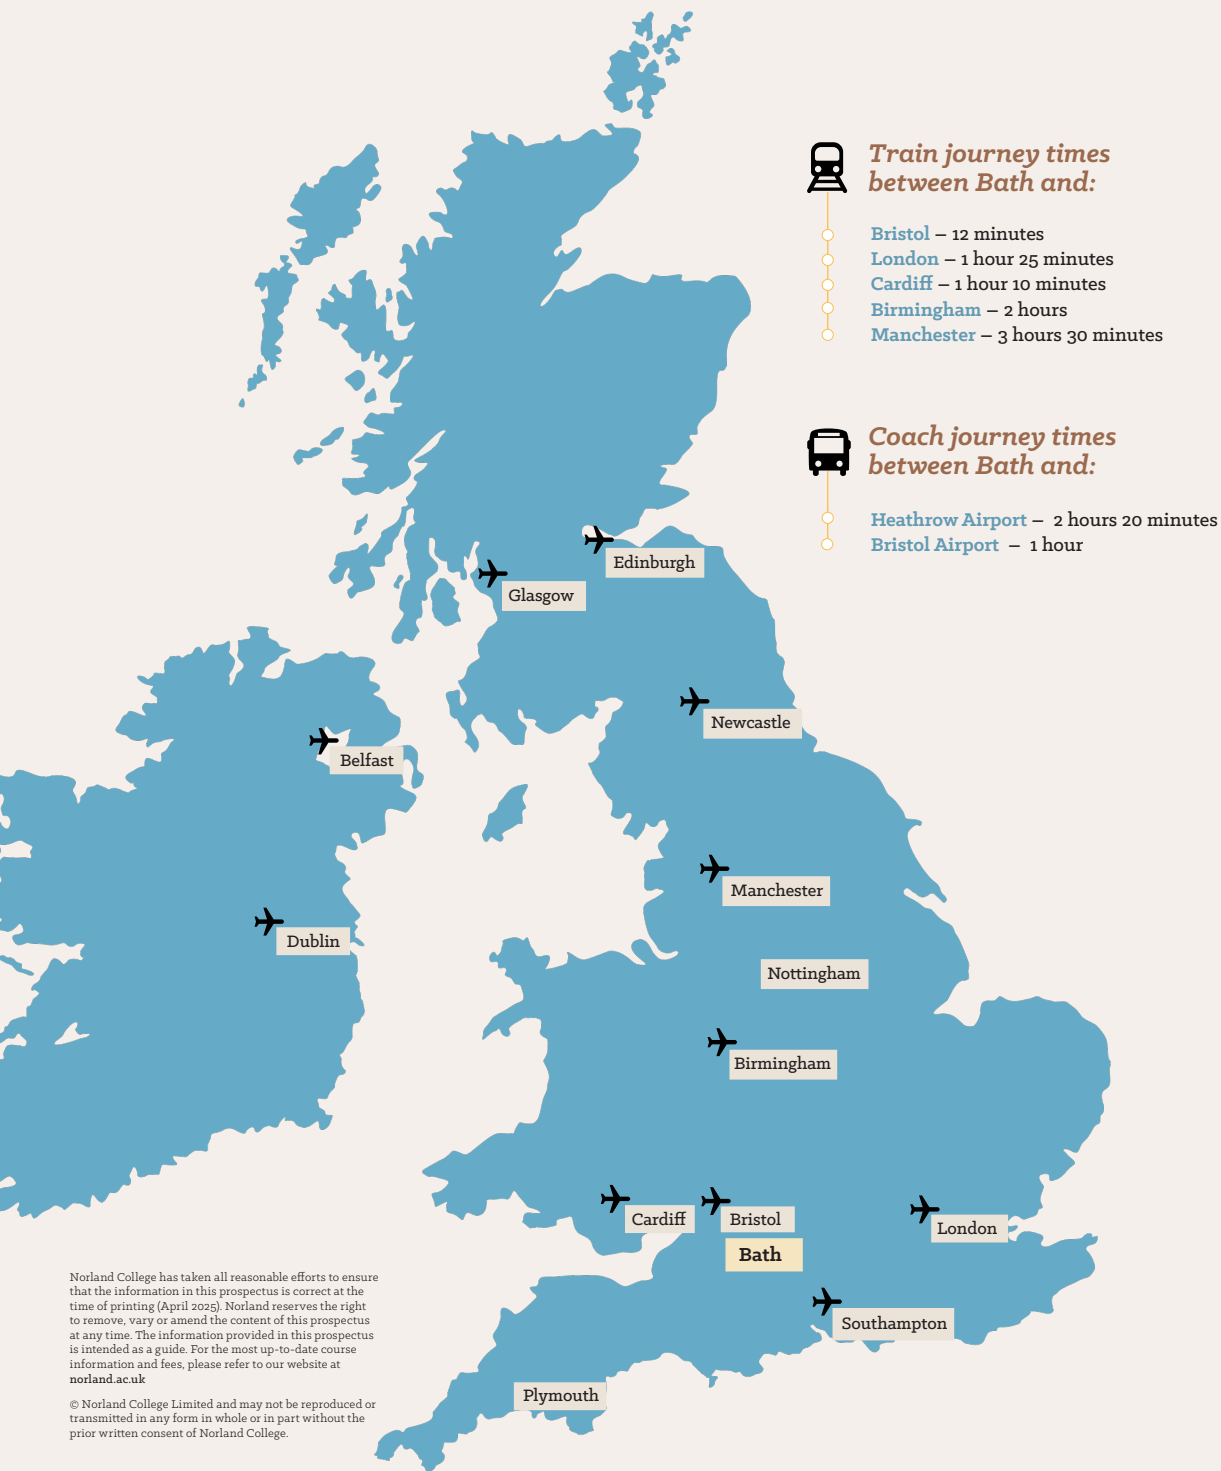 Train journey times
between Bath and:
Bristol – 12 minutes
London – 1 hour 25 minutes
Cardiff – 1 hour 10 minutes
Birmingham – 2 hours
Manchester – 3 hours 30 minutes
Coach journey times
between Bath and:
Heathrow Airport – 2 hours 20 minutes
Bristol Airport – 1 hour
Edinburgh
Glasgow
Newcastle
Belfast
Manchester
Dublin
Nottingham
Birmingham
Cardiff
Bristol
London
Bath
Southampton
Plymouth
Norland College has taken all reasonable efforts to ensure
that the information in this prospectus is correct at the
time of printing (April 2025). Norland reserves the right
to remove, vary or amend the content of this prospectus
at any time. The information provided in this prospectus
is intended as a guide. For the most up-to-date course
information and fees, please refer to our website at
norland.ac.uk
© Norland College Limited and may not be reproduced or
transmitted in any form in whole or in part without the
prior written consent of Norland College.